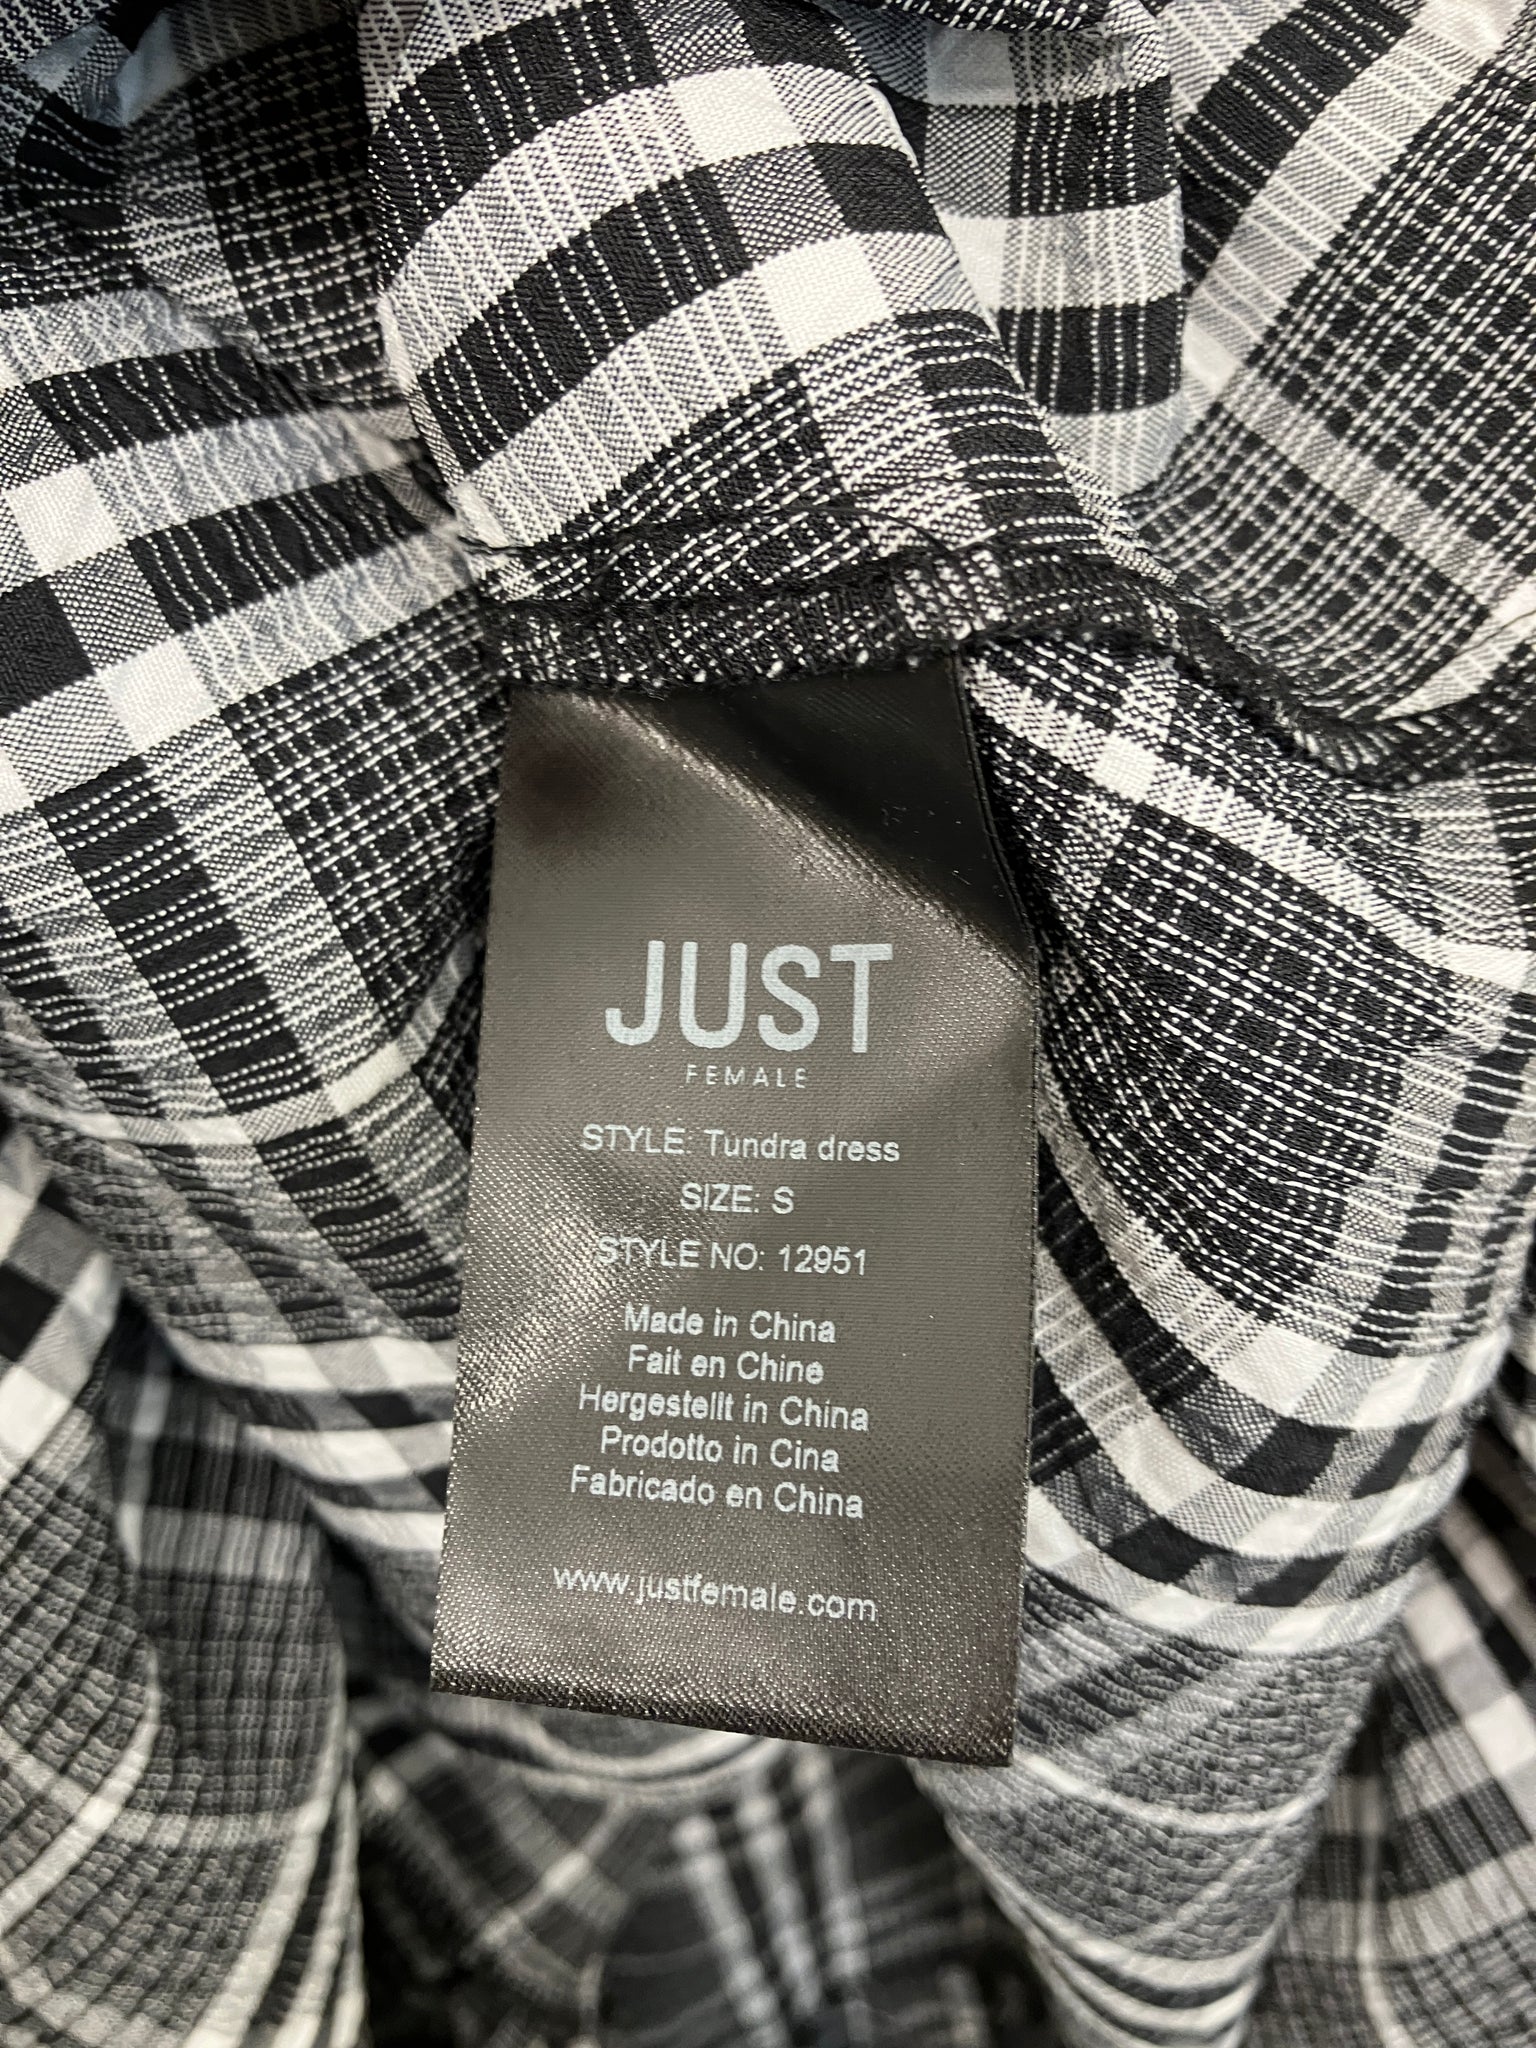 JUST
FEMALE
STYLE: Tundra dress
SIZE: S
STYLE NO: 12951
Made in China
Fait en Chine
Hergestellt in China
Prodotto in Cina
Fabricado en China
www.justfemale.com